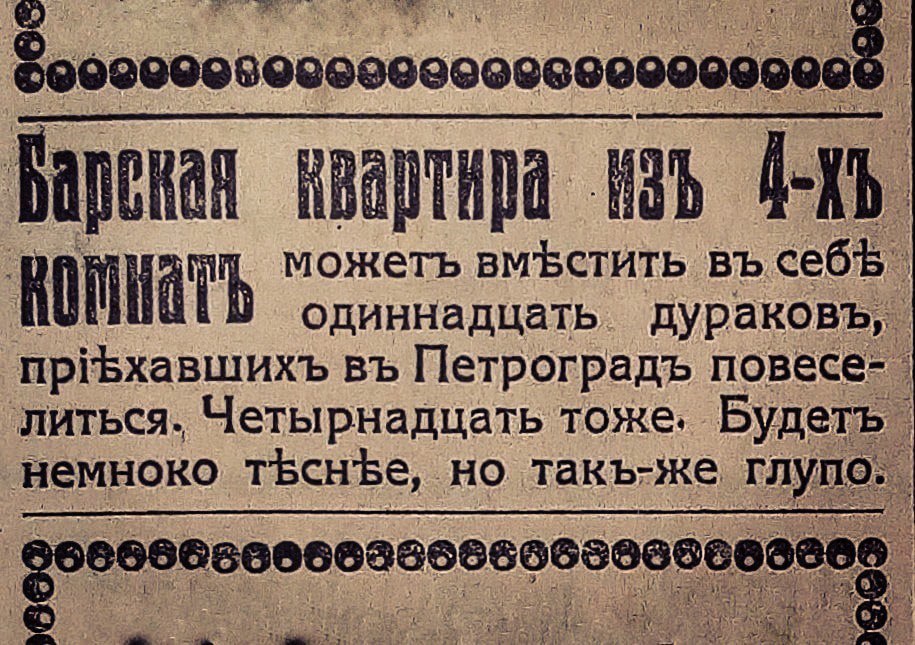 Барская квартира изъ 4-хъ
комнатъ можетъ вмѣстить въ себѣ
одиннадцать дураковъ,
пріѣхавшихъ въ Петроградъ повесе-
литься. Четырнадцать тоже. Будетъ
немноко тѣснѣе, но такъ-же глупо.